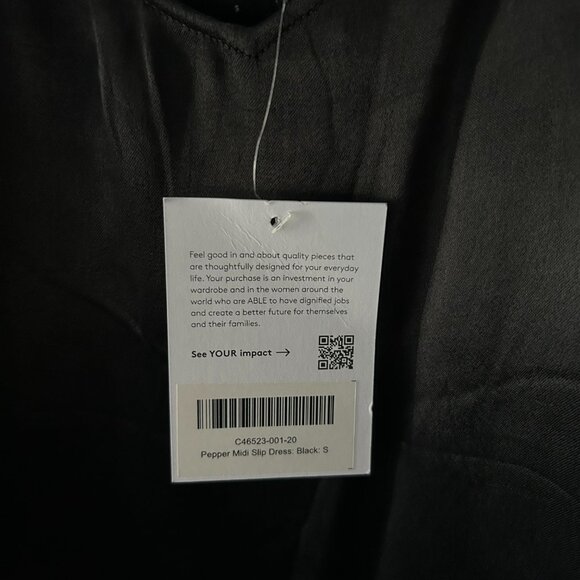 S
Feel good in and about quality pieces that
are thoughtfully designed for your everyday
life. Your purchase is an investment in your
wardrobe and in the women around the
world who are ABLE to have dignified jobs
and create a better future for themselves
and their families.
See YOUR impact →
C46523-001-20
Pepper Midi Slip Dress: Black: S